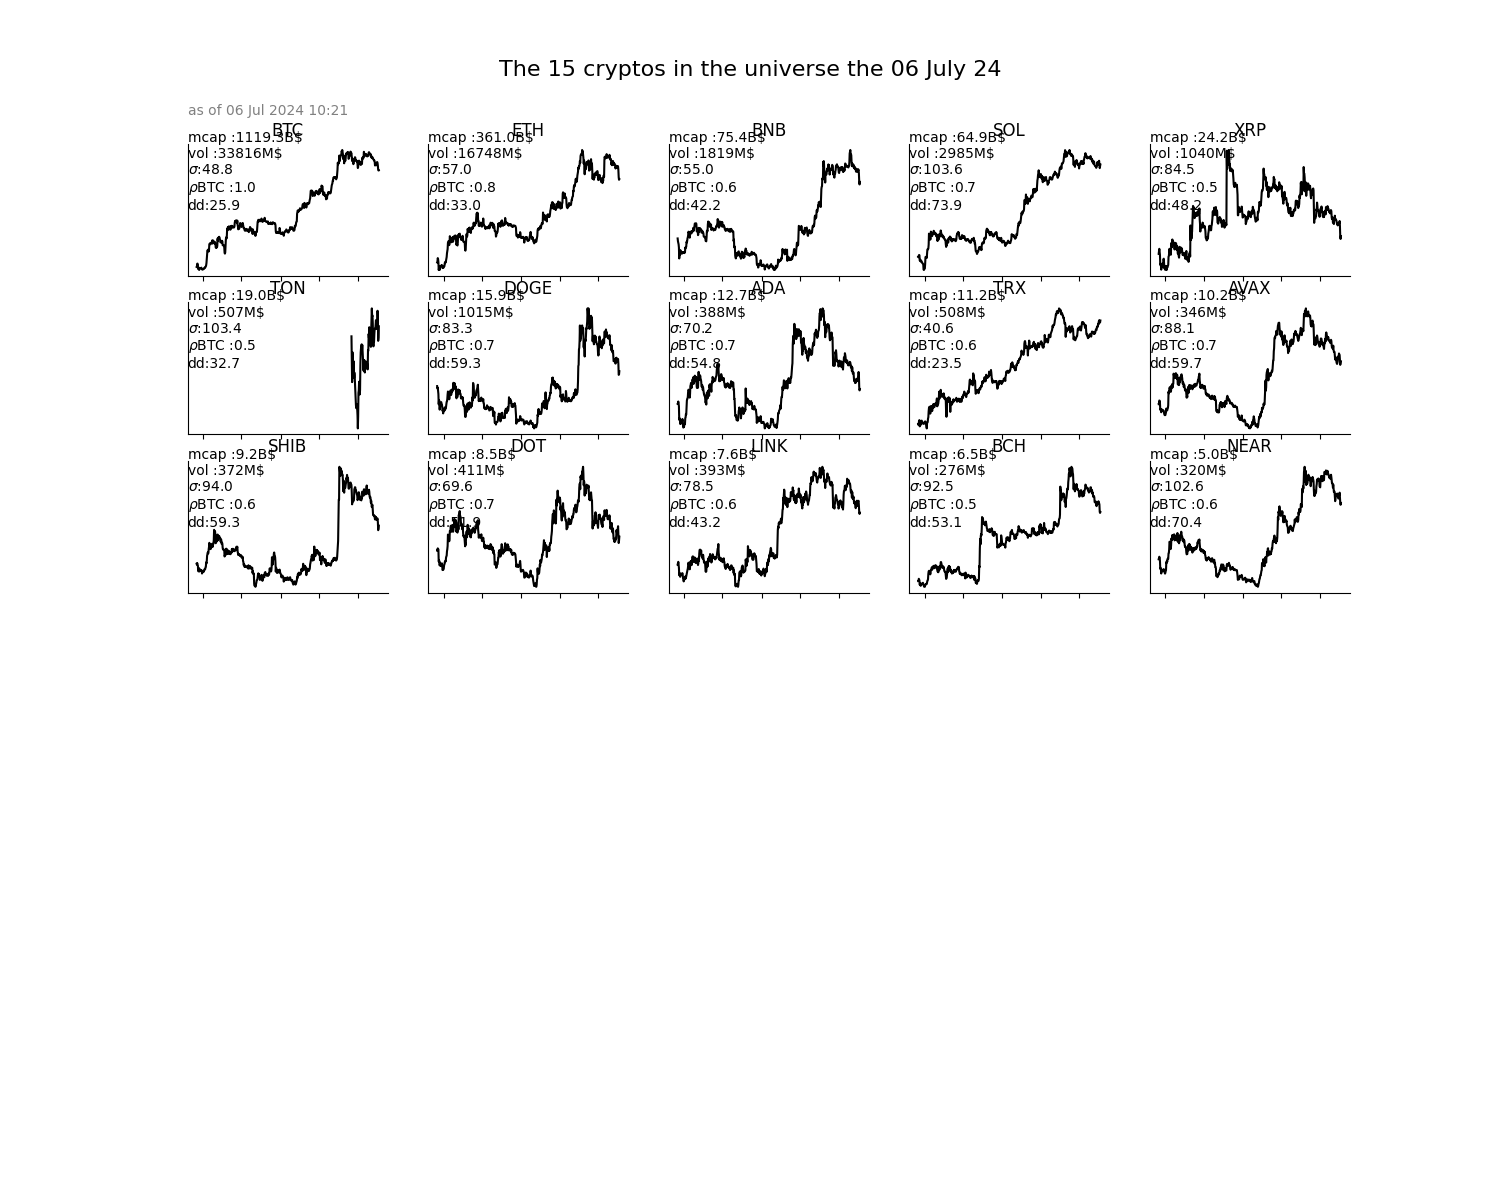 The 15 cryptos in the universe the 06 July 24
as of 06 Jul 2024 10:21
BTC
mcap :1119.3B$
vol :33816M$
σ:48.8
ρBTC :1.0
dd:25.9
ETH
mcap :361.0B$
vol :16748M$
σ:57.0
ρBTC :0.8
dd:33.0
BNB
mcap :75.4B$
vol :1819M$
σ:55.0
ρBTC :0.6
dd:42.2
SOL
mcap :64.9B$
vol :2985M$
σ:103.6
ρBTC :0.7
dd:73.9
XRP
mcap :24.2B$
vol :1040M$
σ:84.5
ρBTC :0.5
dd:48.2
TON
mcap :19.0B$
vol :507M$
σ:103.4
ρBTC :0.5
dd:32.7
DOGE
mcap :15.9B$
vol :1015M$
σ:83.3
ρBTC :0.7
dd:59.3
ADA
mcap :12.7B$
vol :388M$
σ:70.2
ρBTC :0.7
dd:54.8
TRX
mcap :11.2B$
vol :508M$
σ:40.6
ρBTC :0.6
dd:23.5
AVAX
mcap :10.2B$
vol :346M$
σ:88.1
ρBTC :0.7
dd:59.7
SHIB
mcap :9.2B$
vol :372M$
σ:94.0
ρBTC :0.6
dd:59.3
DOT
mcap :8.5B$
vol :411M$
σ:69.6
ρBTC :0.7
LINK
mcap :7.6B$
vol :393M$
σ:78.5
ρBTC :0.6
dd:43.2
BCH
mcap :6.5B$
vol :276M$
σ:92.5
ρBTC :0.5
dd:53.1
NEAR
mcap :5.0B$
vol :320M$
σ:102.6
ρBTC :0.6
dd:70.4